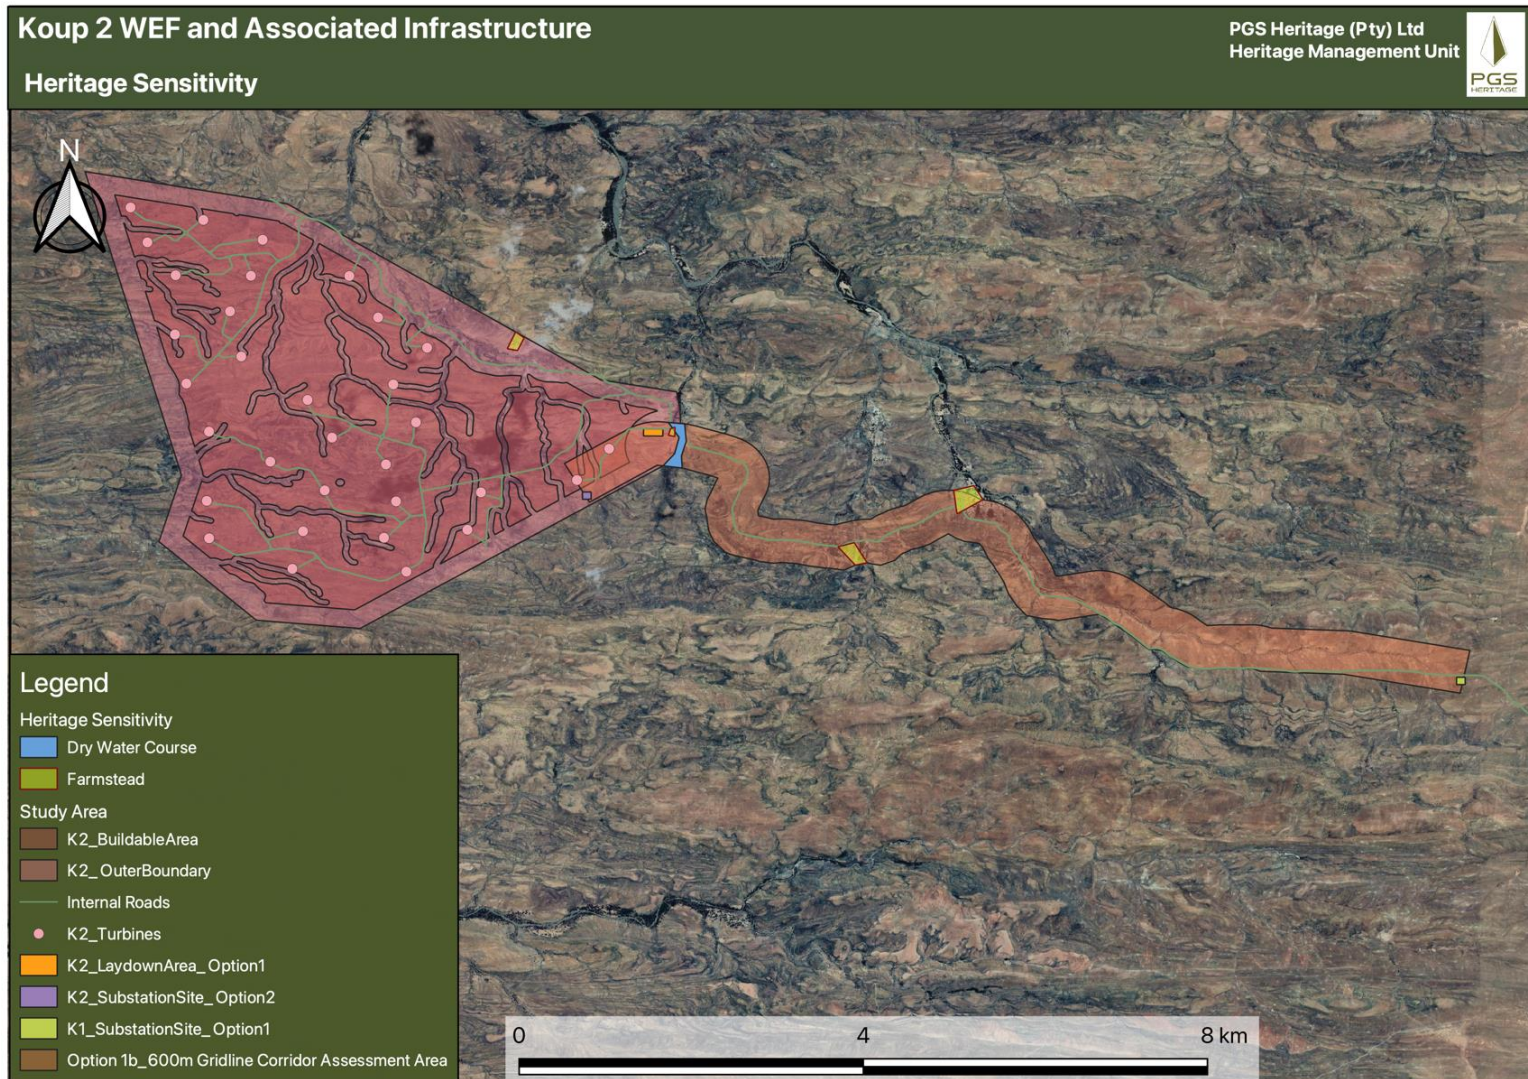 Koup 2 WEF and Associated Infrastructure
Heritage Sensitivity
PGS Heritage (Pty) Ltd
Heritage Management Unit
PGS
HERITAGE
N
Legend
Heritage Sensitivity
Dry Water Course
Farmstead
Study Area
K2_BuildableArea
K2_OuterBoundary
Internal Roads
K2_Turbines
K2_LaydownArea_Option1
K2_SubstationSite_Option2
K1_SubstationSite_Option1
Option 1b_600m Gridline Corridor Assessment Area
0 4 8 km